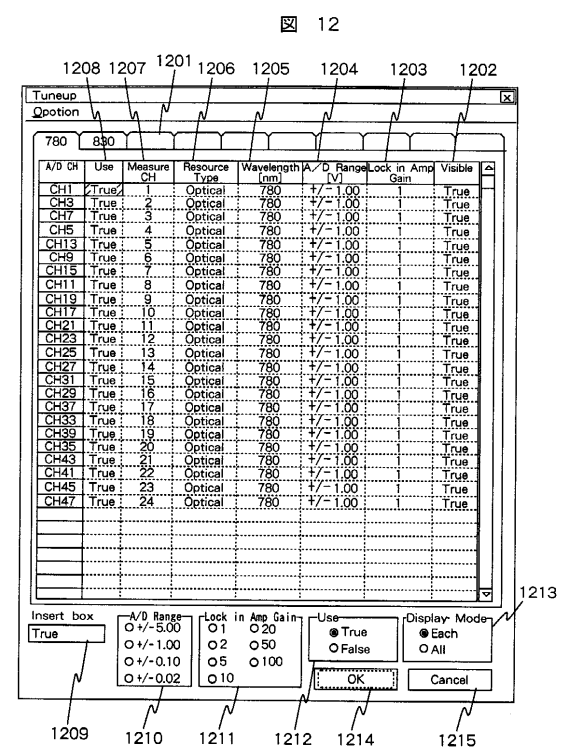 図 12
1208 1207 1201 1206 1205 1204 1203 1202
Tuneup
Opotion
780 830
A/D CH Use Measure CH Resource Type Wavelength [nm] A/D Range [V] Lock in Amp Gain Visible
CH1 True 1 Optical 780 +/-1.00 1 True
CH3 True 2 Optical 780 +/-1.00 1 True
CH7 True 3 Optical 780 +/-1.00 1 True
CH5 True 4 Optical 780 +/-1.00 1 True
CH13 True 5 Optical 780 +/-1.00 1 True
CH9 True 6 Optical 780 +/-1.00 1 True
CH15 True 7 Optical 780 +/-1.00 1 True
CH11 True 8 Optical 780 +/-1.00 1 True
CH19 True 9 Optical 780 +/-1.00 1 True
CH17 True 10 Optical 780 +/-1.00 1 True
CH21 True 11 Optical 780 +/-1.00 1 True
CH23 True 12 Optical 780 +/-1.00 1 True
CH25 True 13 Optical 780 +/-1.00 1 True
CH27 True 14 Optical 780 +/-1.00 1 True
CH31 True 15 Optical 780 +/-1.00 1 True
CH29 True 16 Optical 780 +/-1.00 1 True
CH37 True 17 Optical 780 +/-1.00 1 True
CH33 True 18 Optical 780 +/-1.00 1 True
CH39 True 19 Optical 780 +/-1.00 1 True
CH35 True 20 Optical 780 +/-1.00 1 True
CH43 True 21 Optical 780 +/-1.00 1 True
CH41 True 22 Optical 780 +/-1.00 1 True
CH45 True 23 Optical 780 +/-1.00 1 True
CH47 True 24 Optical 780 +/-1.00 1 True
1213
Insert box A/D Range Lock in Amp Gain Use Display Mode
True +/-5.00 1 20 True Each
+/-1.00 2 50 False All
+/-0.10 5 100
+/-0.02 10 OK Cancel
1209 1210 1211 1212 1214 1215